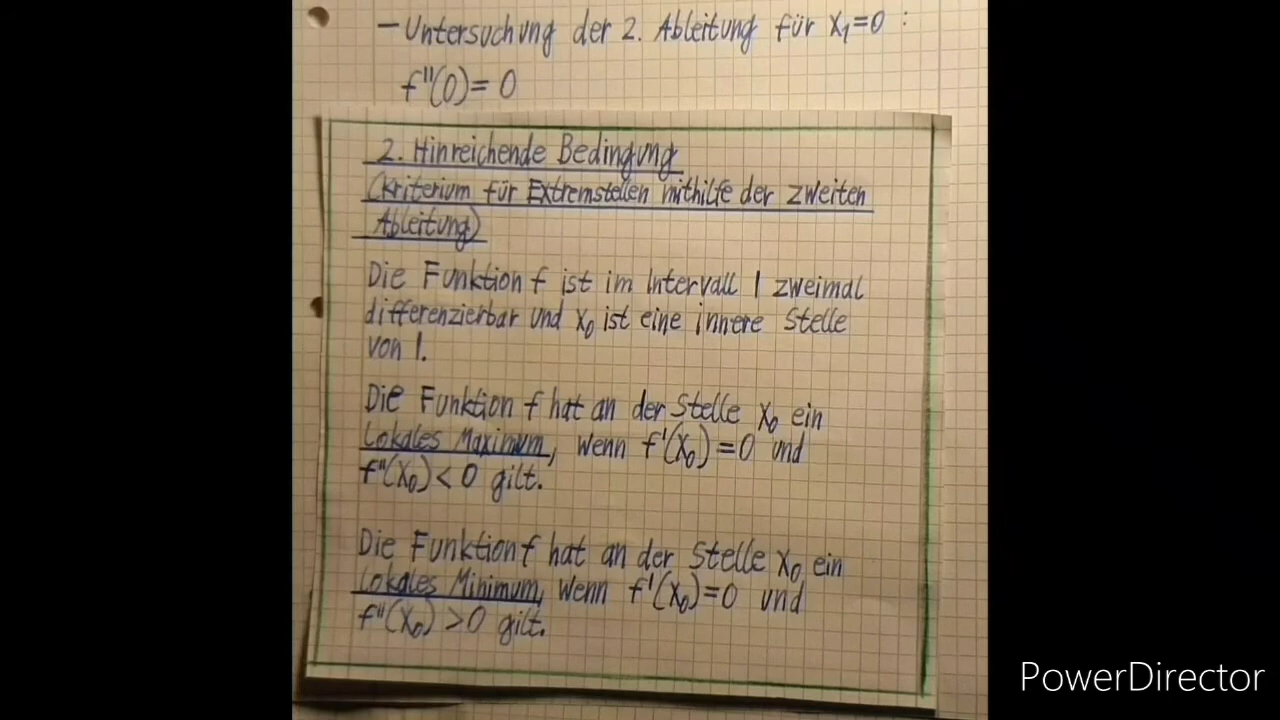 – Untersuchung der 2. Ableitung für x₁=0 :
f''(0)= 0
2. Hinreichende Bedingung
(Kriterium für Extremstellen mithilfe der zweiten
Ableitung)
Die Funktion f ist im Intervall I zweimal
differenzierbar und x₀ ist eine innere Stelle
von I.
Die Funktion f hat an der Stelle x₀ ein
lokales Maximum, wenn f'(x₀)=0 und
f''(x₀)<0 gilt.
Die Funktion f hat an der Stelle x₀ ein
lokales Minimum, wenn f'(x₀)=0 und
f''(x₀)>0 gilt.
PowerDirector